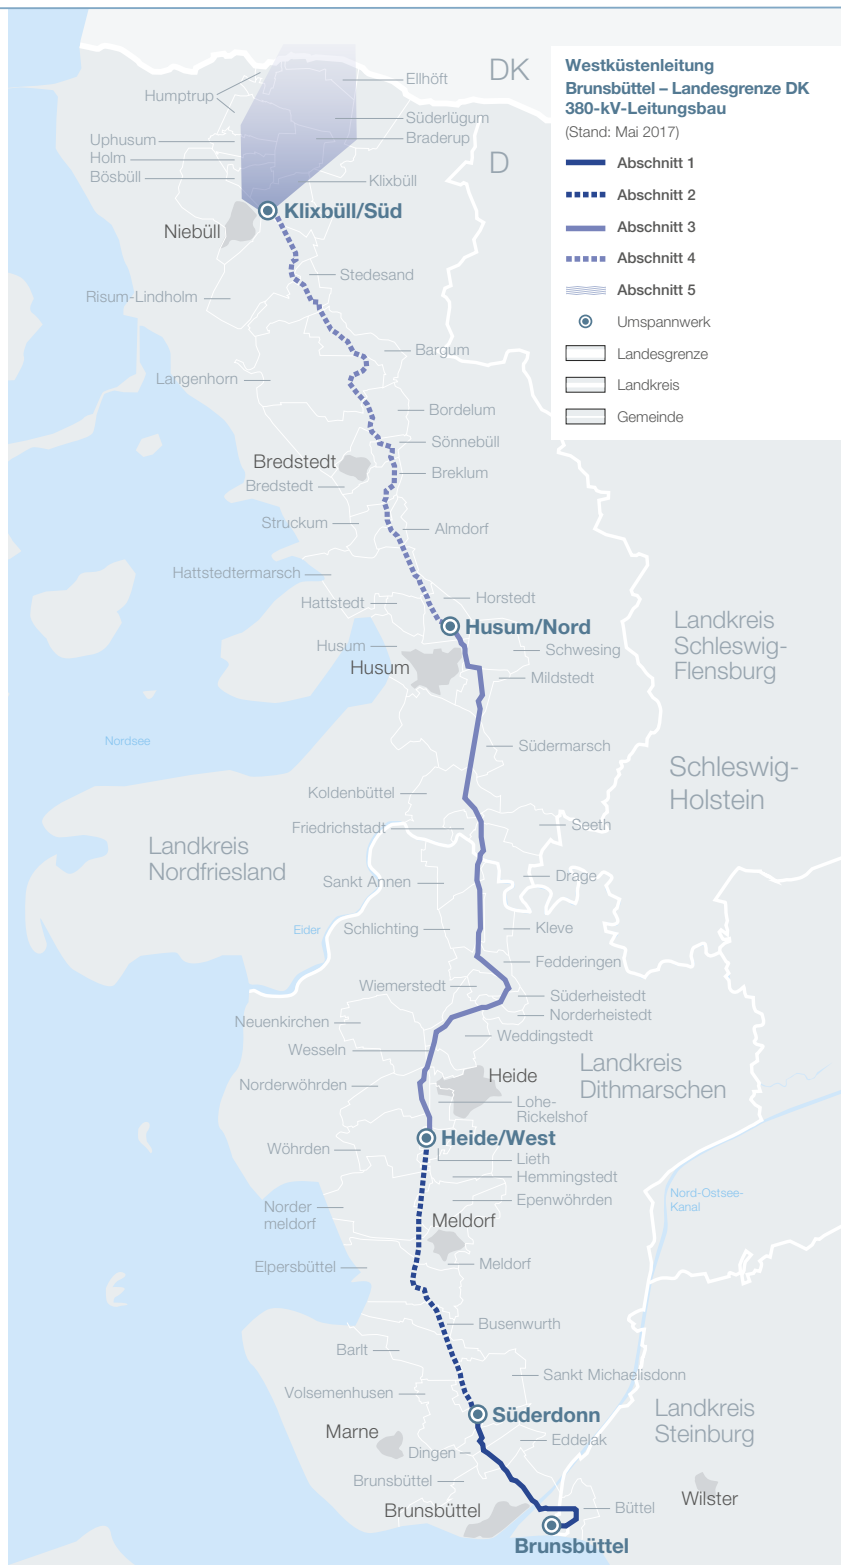 Westküstenleitung
Brunsbüttel – Landesgrenze DK
380-kV-Leitungsbau
(Stand: Mai 2017)
Abschnitt 1
Abschnitt 2
Abschnitt 3
Abschnitt 4
Abschnitt 5
Umspannwerk
Landesgrenze
Landkreis
Gemeinde
DK
D
Ellhöft
Humptrup
Süderlügum
Uphusum
Braderup
Holm
Bösbüll
Klixbüll
Klixbüll/Süd
Niebüll
Stedesand
Risum-Lindholm
Bargum
Langenhorn
Bordelum
Sönnebüll
Bredstedt
Breklum
Bredstedt
Struckum
Almdorf
Hattstedtermarsch
Horstedt
Hattstedt
Husum/Nord
Landkreis
Schleswig-
Flensburg
Husum
Schwesing
Husum
Mildstedt
Nordsee
Südermarsch
Schleswig-
Holstein
Koldenbüttel
Friedrichstadt
Seeth
Landkreis
Nordfriesland
Drage
Sankt Annen
Eider
Schlichting
Kleve
Fedderingen
Wiemerstedt
Süderheistedt
Norderheistedt
Neuenkirchen
Weddingstedt
Wesseln
Landkreis
Dithmarschen
Heide
Norderwöhrden
Lohe-
Rickelshof
Heide/West
Wöhrden
Lieth
Hemmingstedt
Epenwöhrden
Nord-Ostsee-
Kanal
Norder
meldorf
Meldorf
Elpersbüttel
Meldorf
Busenwurth
Barlt
Sankt Michaelisdonn
Volsemenhusen
Landkreis
Steinburg
Süderdonn
Marne
Eddelak
Dingen
Brunsbüttel
Wilster
Büttel
Brunsbüttel
Brunsbüttel